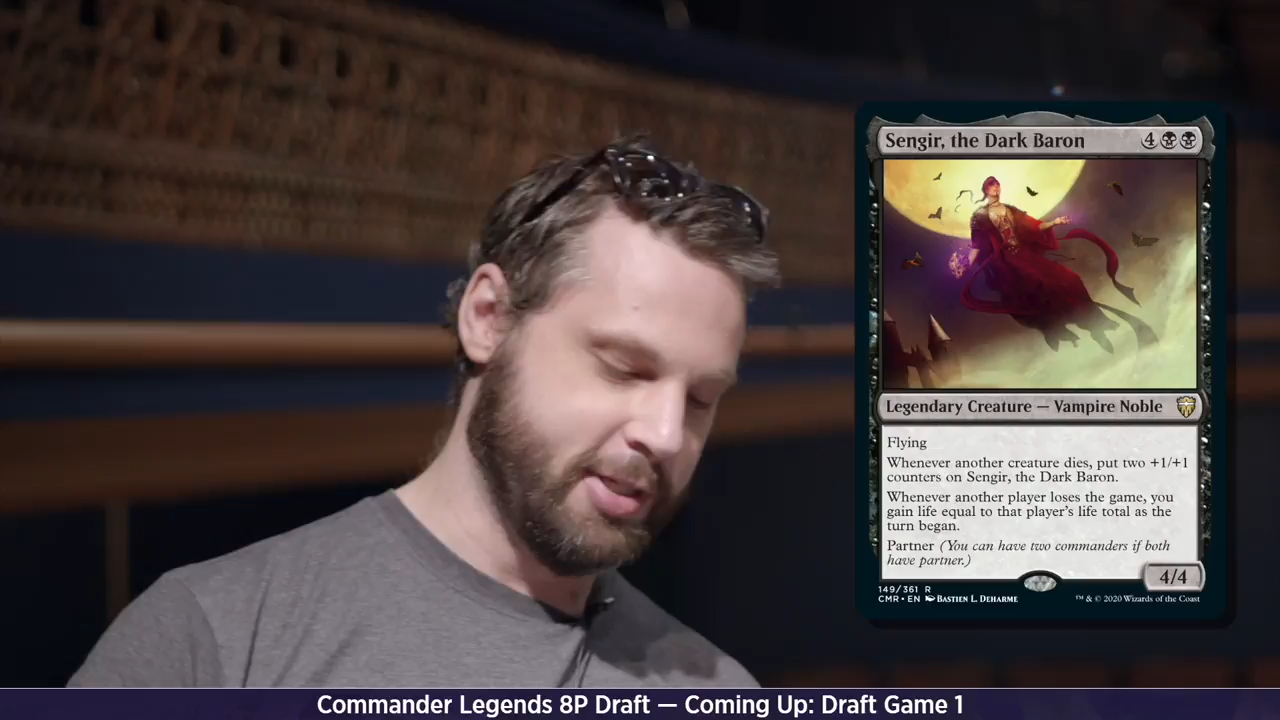 Sengir, the Dark Baron 4
Legendary Creature — Vampire Noble
Flying
Whenever another creature dies, put two +1/+1
counters on Sengir, the Dark Baron.
Whenever another player loses the game, you
gain life equal to that player's life total as the
turn began.
Partner (You can have two commanders if both
have partner.)
4/4
149/361 R
CMR • EN Bastien L. Deharme
™ & © 2020 Wizards of the Coast
Commander Legends 8P Draft — Coming Up: Draft Game 1